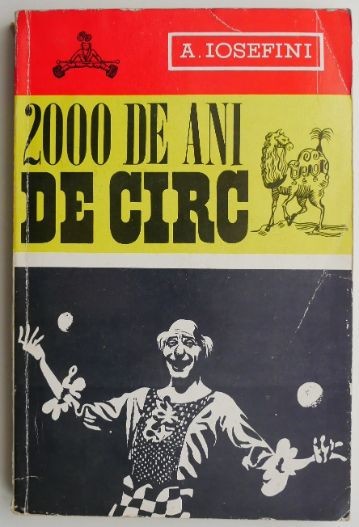 A. IOSEFINI
2000 DE ANI
DE CIRC